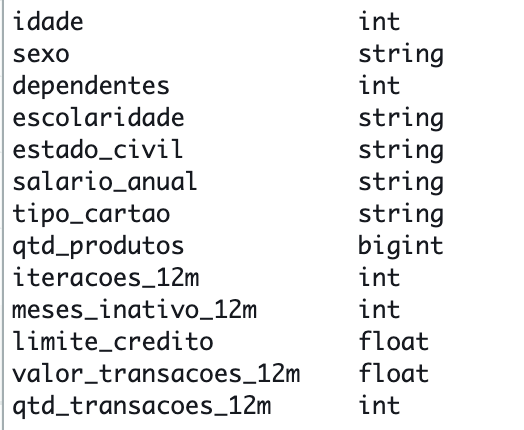 idade int
sexo string
dependentes int
escolaridade string
estado_civil string
salario_anual string
tipo_cartao string
qtd_produtos bigint
iteracoes_12m int
meses_inativo_12m int
limite_credito float
valor_transacoes_12m float
qtd_transacoes_12m int